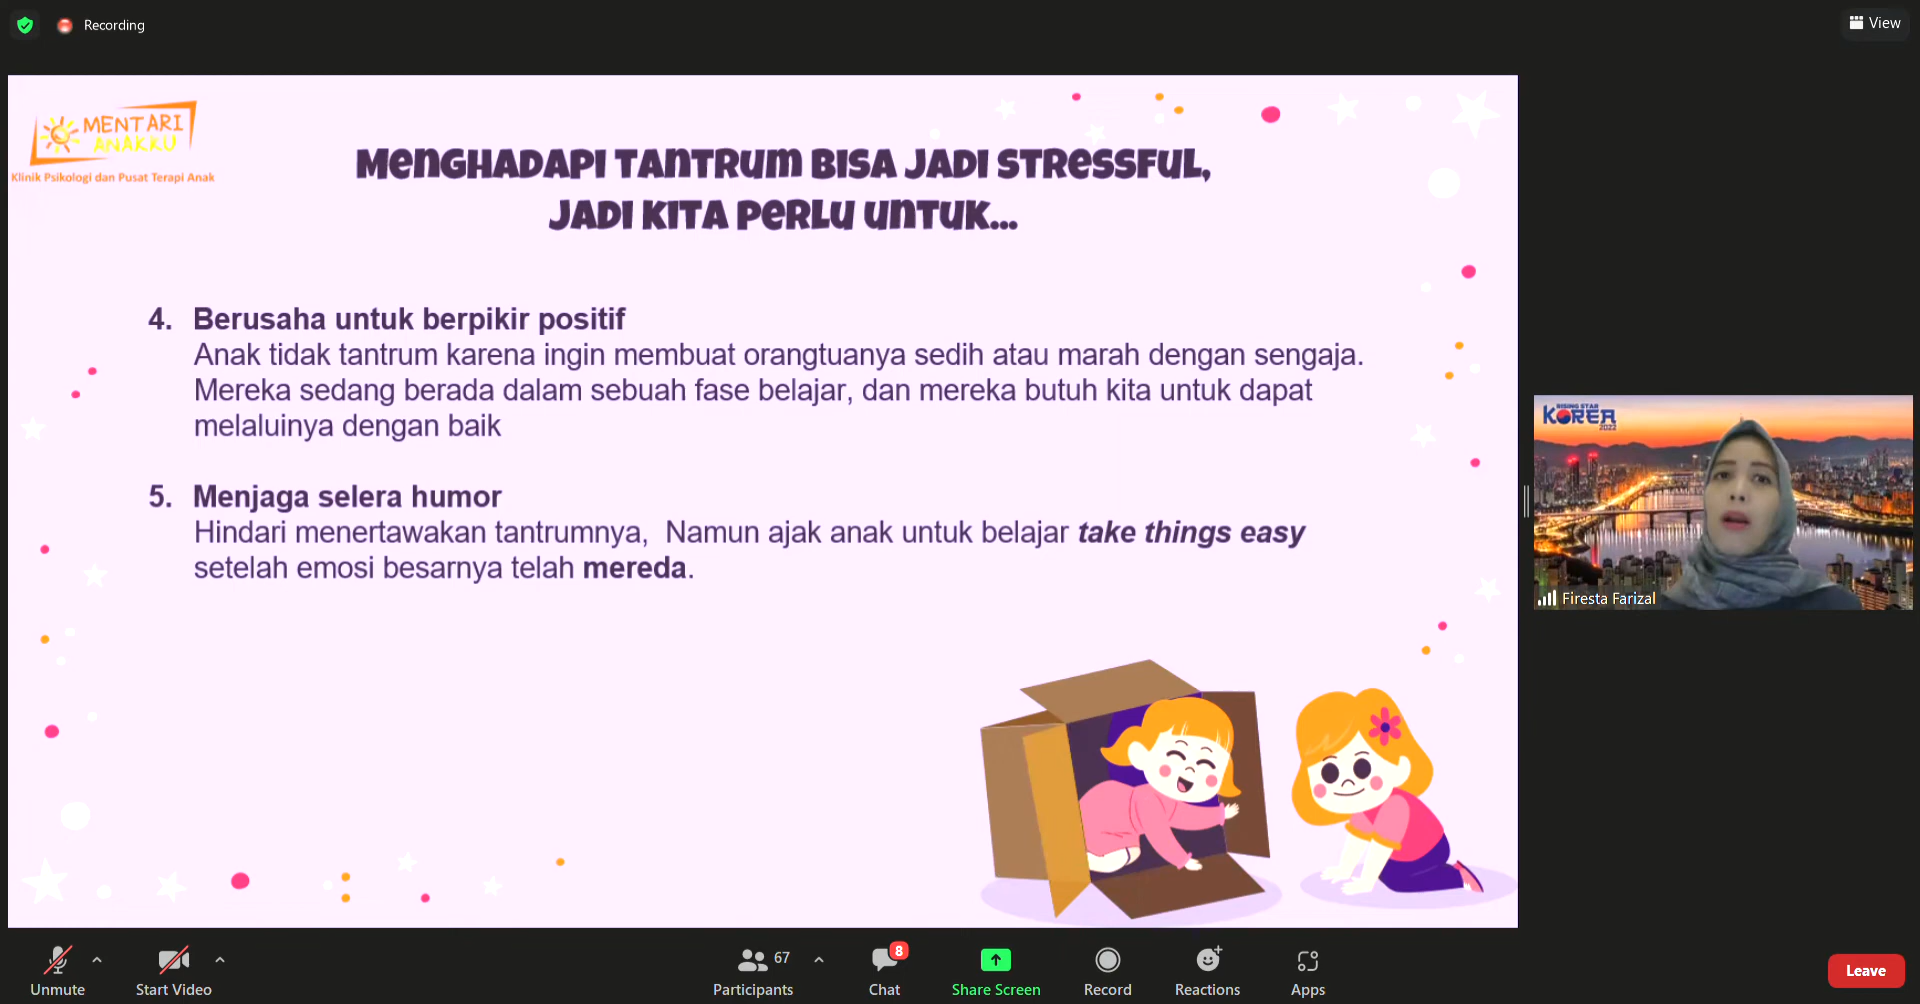 Recording
View
MENTARI
ANAKKU
Klinik Psikologi dan Pusat Terapi Anak
MENGHADAPI TANTRUM BISA JADI STRESSFUL,
JADI KITA PERLU UNTUK...
4. Berusaha untuk berpikir positif
Anak tidak tantrum karena ingin membuat orangtuanya sedih atau marah dengan sengaja.
Mereka sedang berada dalam sebuah fase belajar, dan mereka butuh kita untuk dapat
melaluinya dengan baik
5. Menjaga selera humor
Hindari menertawakan tantrumnya, Namun ajak anak untuk belajar take things easy
setelah emosi besarnya telah mereda.
RISING STAR
KOREA
2022
Firesta Farizal
Unmute
Start Video
67
Participants
8
Chat
Share Screen
Record
Reactions
Apps
Leave